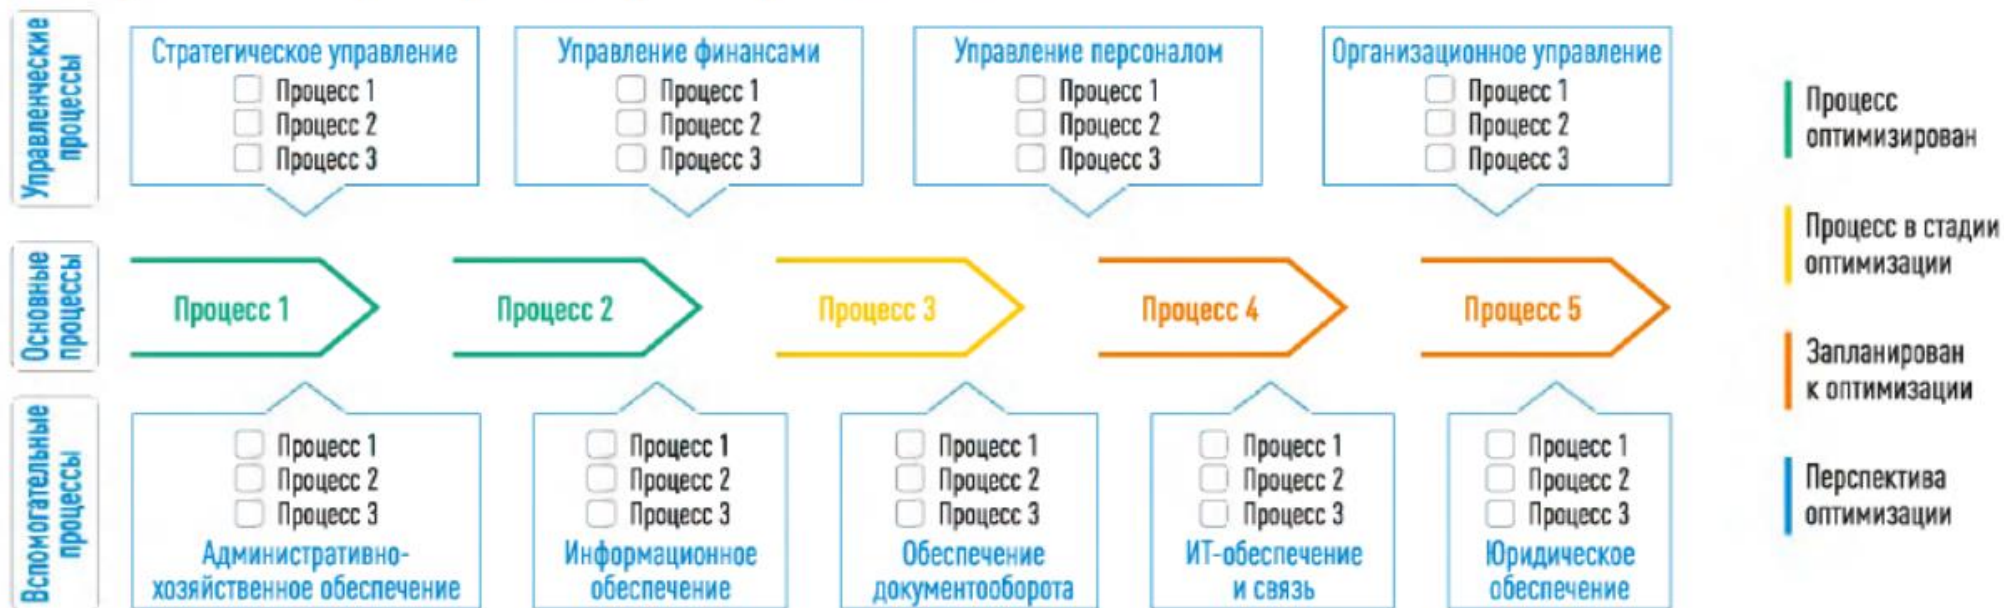 Управленческие
процессы
Стратегическое управление
Процесс 1
Процесс 2
Процесс 3
Управление финансами
Процесс 1
Процесс 2
Процесс 3
Управление персоналом
Процесс 1
Процесс 2
Процесс 3
Организационное управление
Процесс 1
Процесс 2
Процесс 3
Основные
процессы
Процесс 1
Процесс 2
Процесс 3
Процесс 4
Процесс 5
Вспомогательные
процессы
Процесс 1
Процесс 2
Процесс 3
Административно-
хозяйственное обеспечение
Процесс 1
Процесс 2
Процесс 3
Информационное
обеспечение
Процесс 1
Процесс 2
Процесс 3
Обеспечение
документооборота
Процесс 1
Процесс 2
Процесс 3
ИТ-обеспечение
и связь
Процесс 1
Процесс 2
Процесс 3
Юридическое
обеспечение
Процесс
оптимизирован
Процесс в стадии
оптимизации
Запланирован
к оптимизации
Перспектива
оптимизации